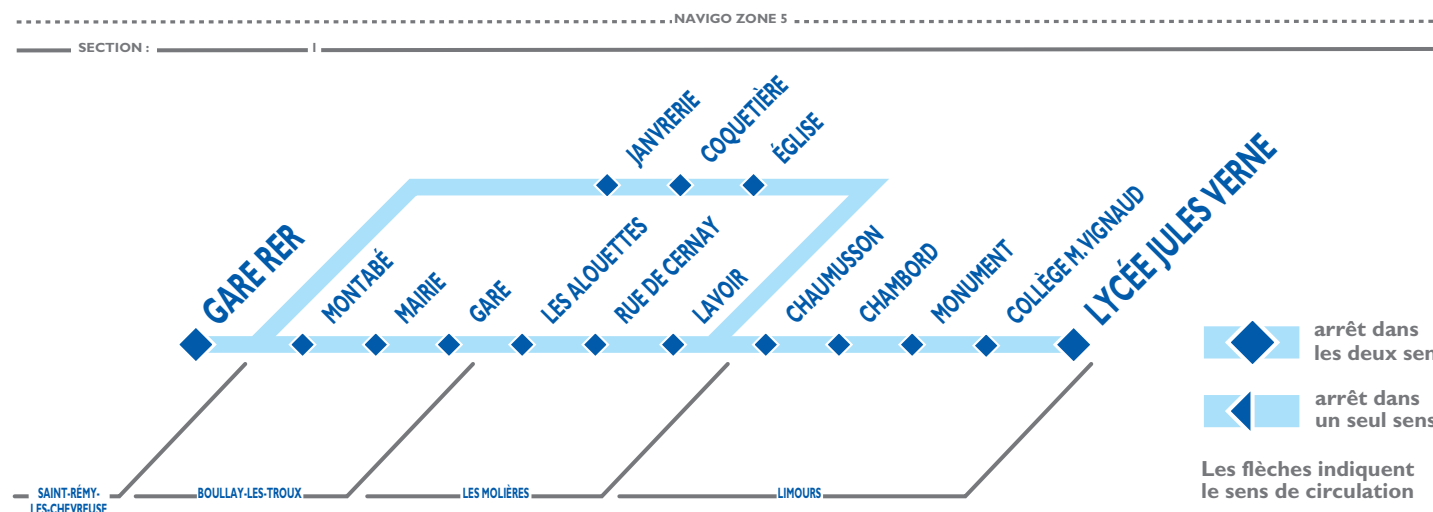 NAVIGO ZONE 5
SECTION :
I
JANVRERIE
COQUETIÈRE
ÉGLISE
GARE RER
MONTABÉ
MAIRIE
GARE
LES ALOUETTES
RUE DE CERNAY
LAVOIR
CHAUMUSSON
CHAMBORD
MONUMENT
COLLÈGE M. VIGNAUD
LYCÉE JULES VERNE
arrêt dans
les deux sen
arrêt dans
un seul sens
Les flèches indiquent
le sens de circulation
SAINT-RÉMY-
LES-CHEVREUSE
BOULLAY-LES-TROUX
LES MOLIÈRES
LIMOURS